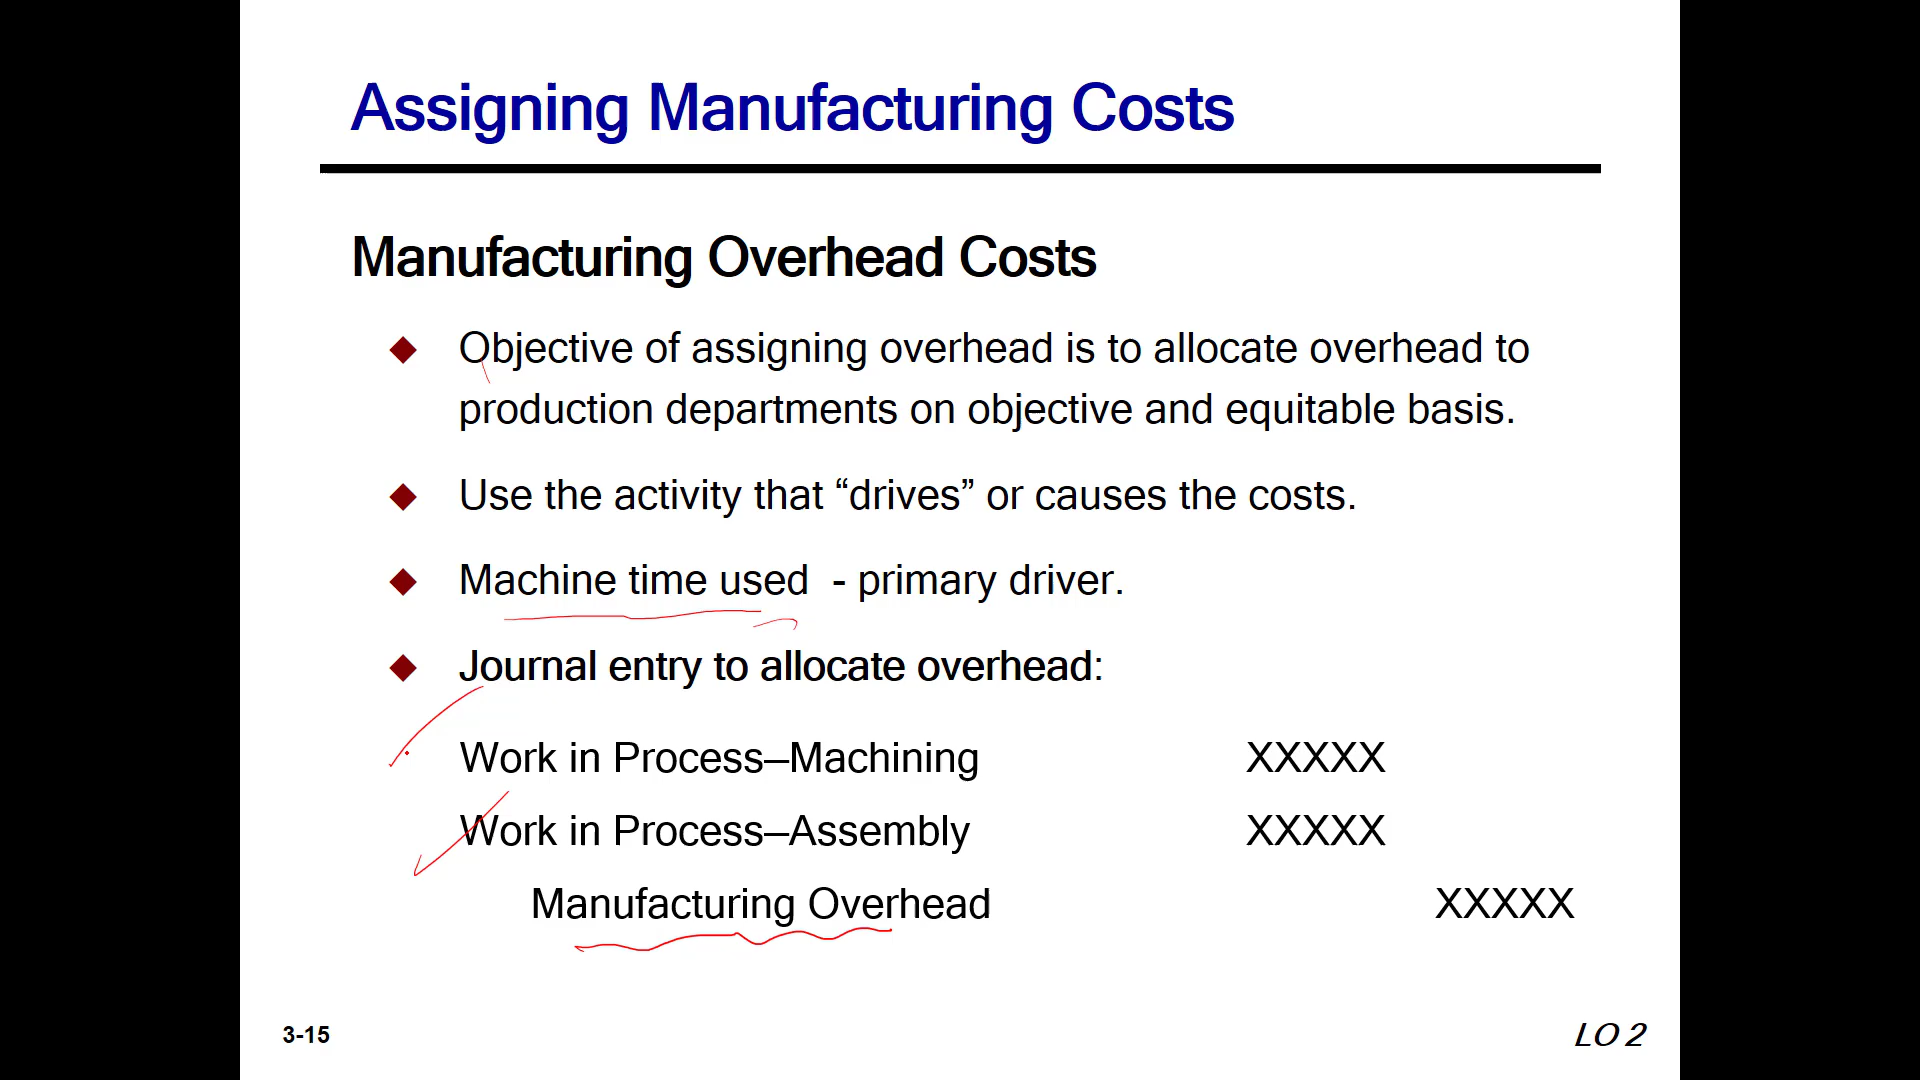 Assigning Manufacturing Costs
Manufacturing Overhead Costs
◆ Objective of assigning overhead is to allocate overhead to
production departments on objective and equitable basis.
◆ Use the activity that “drives” or causes the costs.
◆ Machine time used - primary driver.
◆ Journal entry to allocate overhead:
Work in Process—Machining XXXXX
Work in Process—Assembly XXXXX
Manufacturing Overhead XXXXX
3-15 LO 2